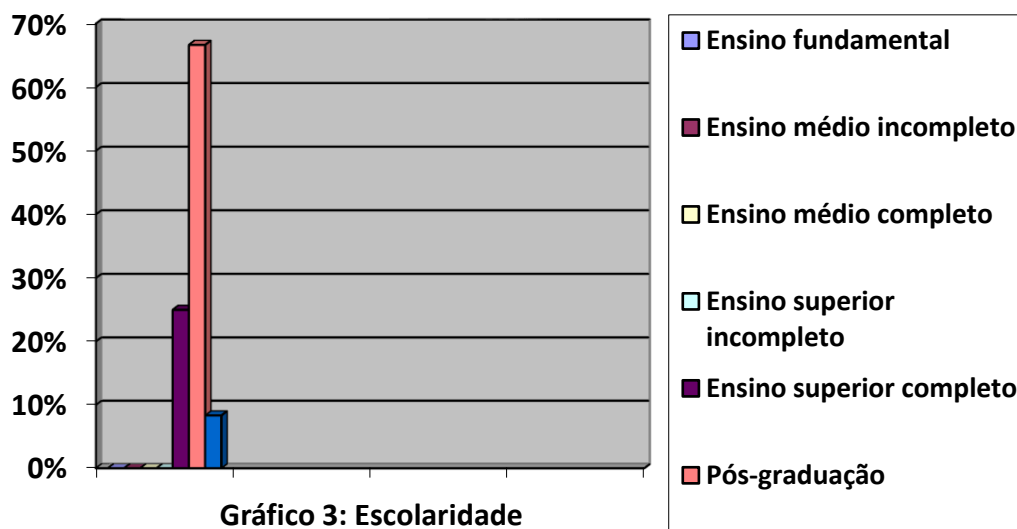 70%
60%
50%
40%
30%
20%
10%
0%
Gráfico 3: Escolaridade
Ensino fundamental
Ensino médio incompleto
Ensino médio completo
Ensino superior
incompleto
Ensino superior completo
Pós-graduação